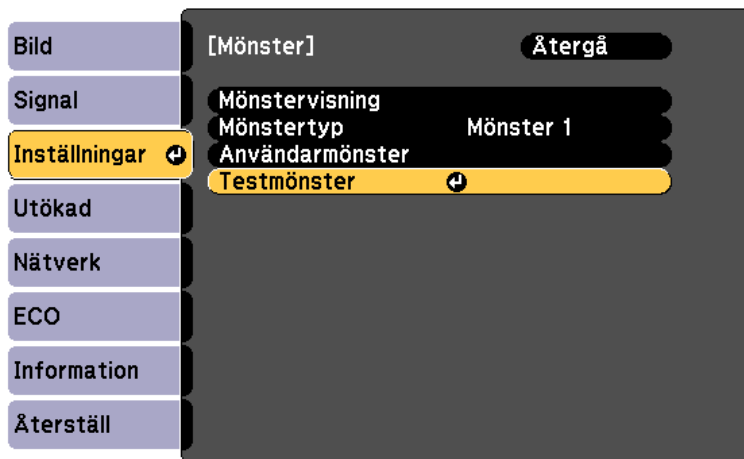 Bild
Signal
Inställningar
Utökad
Nätverk
ECO
Information
Återställ
[Mönster] Återgå
Mönstervisning
Mönstertyp Mönster 1
Användarmönster
Testmönster